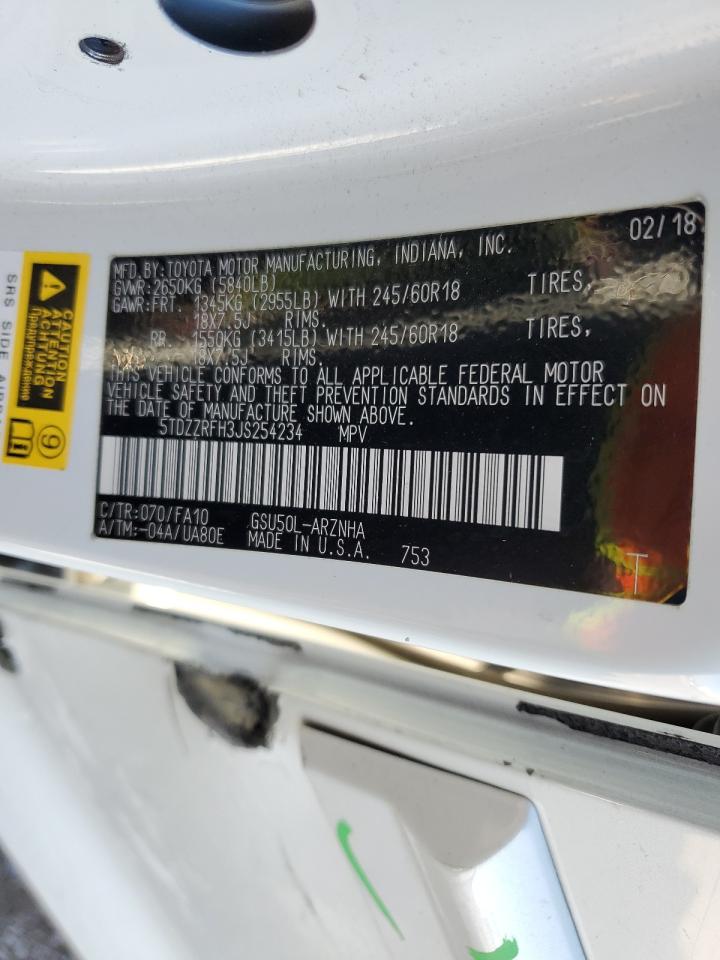 02/18
MFD.BY:TOYOTA MOTOR MANUFACTURING, INDIANA, INC.
GVWR:2650KG (5840LB)
GAWR:FRT. 1345KG (2955LB) WITH 245/60R18 TIRES,
18X7.5J RIMS.
RR. 1550KG (3415LB) WITH 245/60R18 TIRES,
18X7.5J RIMS.
THIS VEHICLE CONFORMS TO ALL APPLICABLE FEDERAL MOTOR
VEHICLE SAFETY AND THEFT PREVENTION STANDARDS IN EFFECT ON
THE DATE OF MANUFACTURE SHOWN ABOVE.
5TDZZRFH3JS254234 MPV
C/TR:070/FA10 GSU50L-ARZNHA
A/TM:-04A/UA80E MADE IN U.S.A. 753
T
CAUTION
ATTENTION
ACHTUNG
9
SRS SIDE